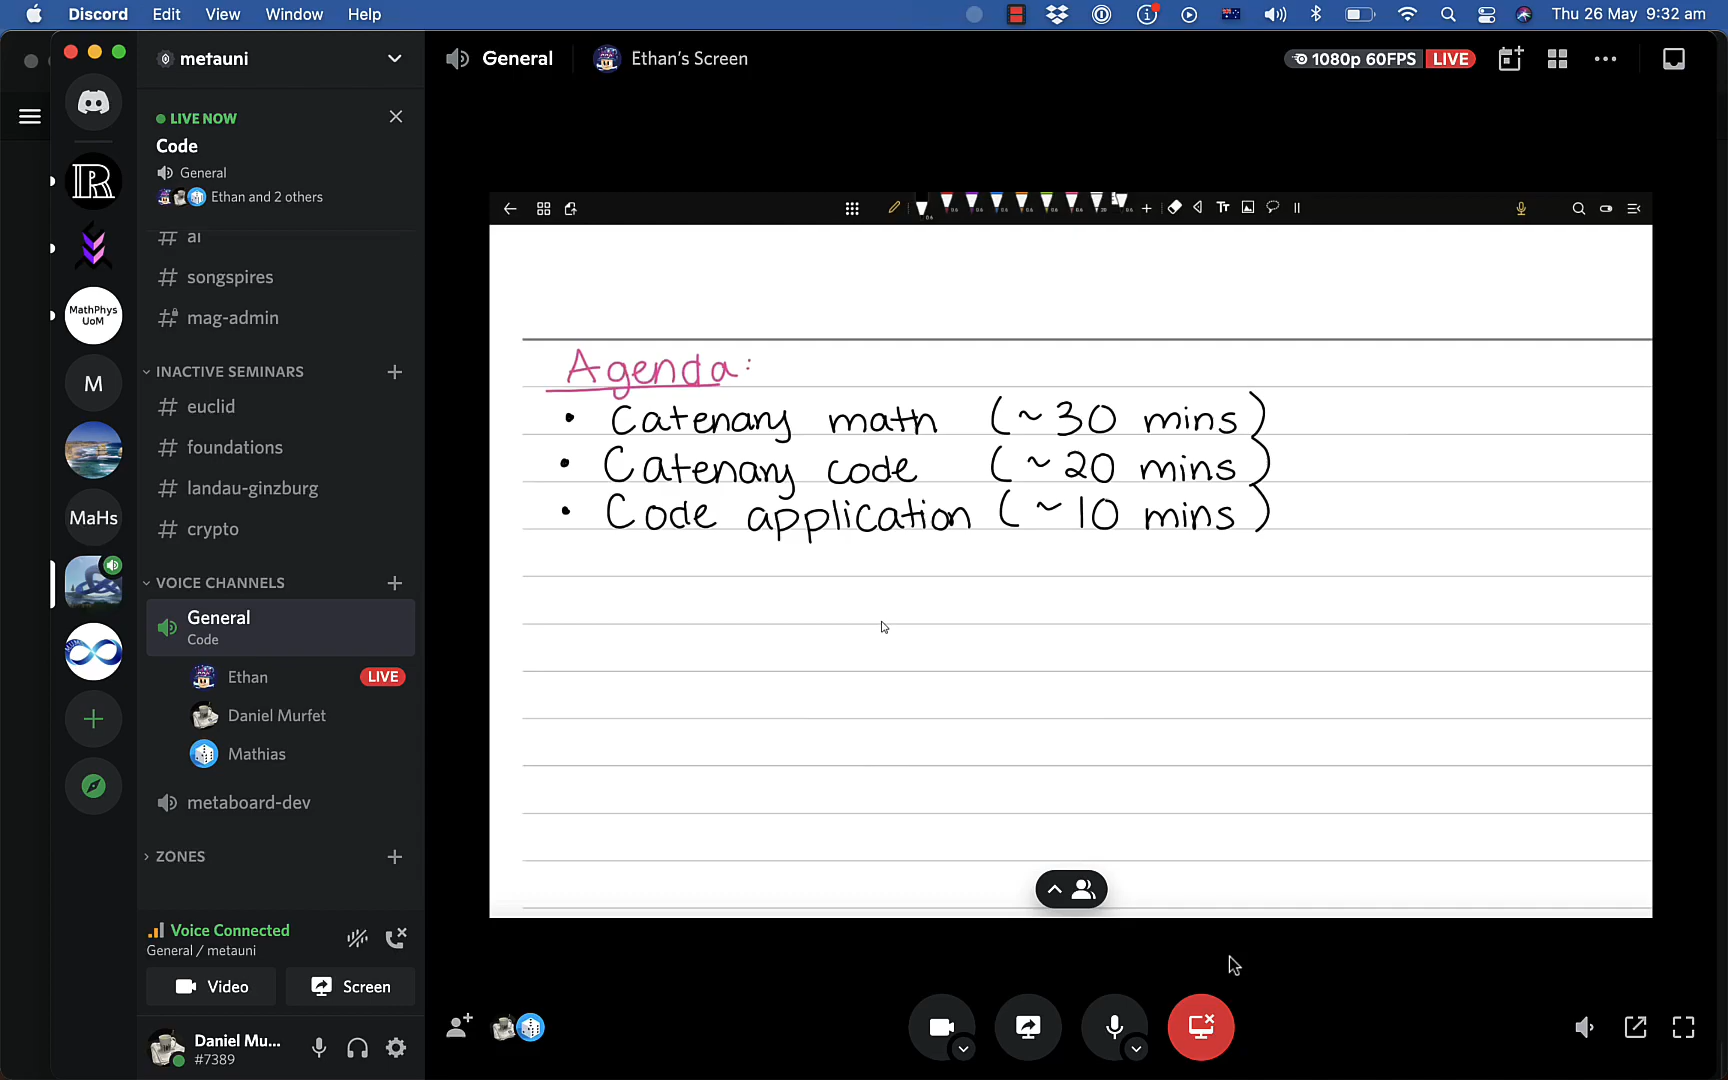 Discord Edit View Window Help
Thu 26 May 9:32 am
metauni
General
Ethan's Screen
1080p 60FPS LIVE
LIVE NOW
Code
General
Ethan and 2 others
ai
songspires
mag-admin
INACTIVE SEMINARS
euclid
foundations
landau-ginzburg
crypto
VOICE CHANNELS
General
Code
Ethan LIVE
Daniel Murfet
Mathias
metaboard-dev
ZONES
Voice Connected
General / metauni
Video Screen
Daniel Mu...
#7389
R
MathPhys
UoM
M
MaHs
Tт
Agenda:
• Catenary math (~30 mins)
• Catenary code (~20 mins)
• Code application (~10 mins)